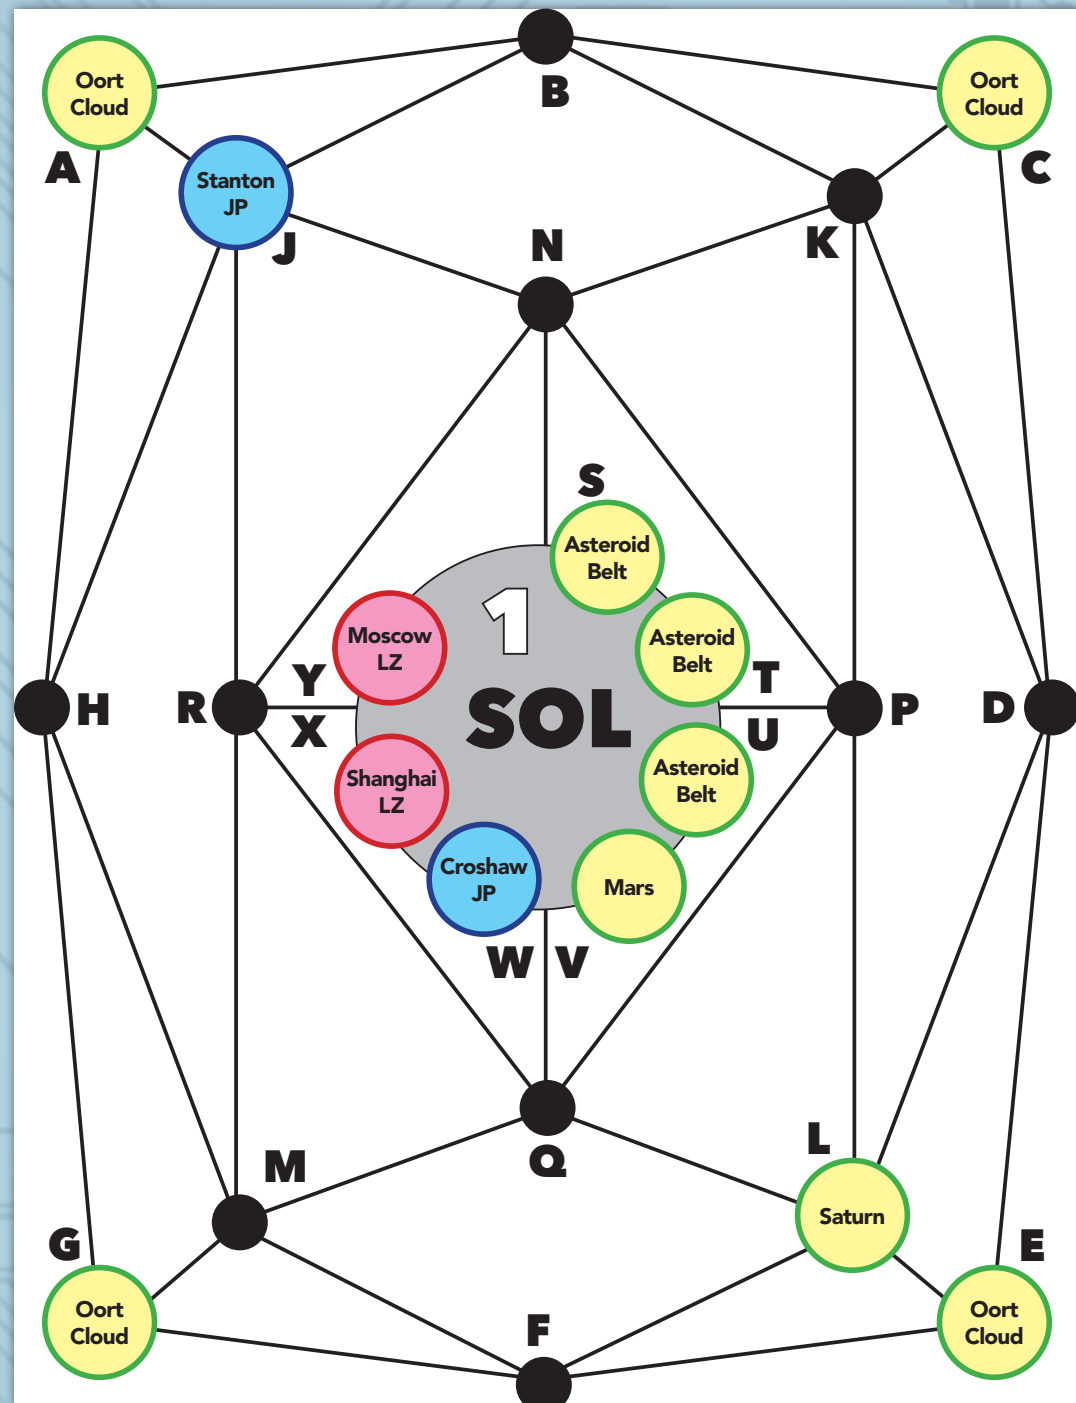 Oort
Cloud
A
B
Oort
Cloud
C
Stanton
JP
J
K
N
S
Asteroid
Belt
1
SOL
Moscow
LZ
Asteroid
Belt
Y
T
H
R
P
D
X
U
Shanghai
LZ
Asteroid
Belt
Croshaw
JP
Mars
W
V
Q
L
M
Saturn
G
E
Oort
Cloud
F
Oort
Cloud